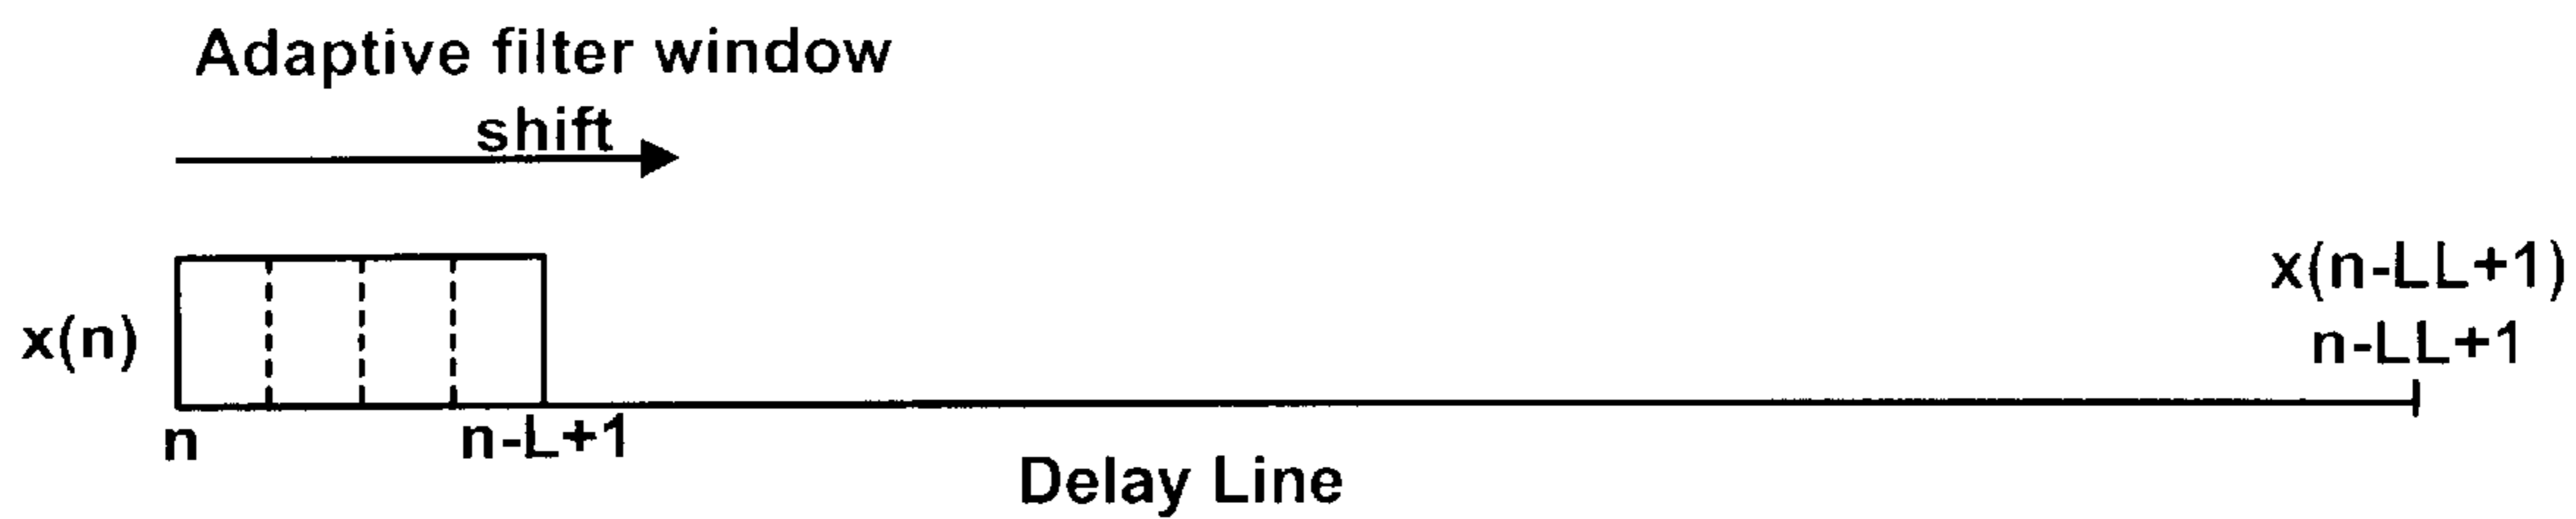 Adaptive filter window
shift
x(n-LL+1)
x(n)
n-LL+1
n
n-L+1
Delay Line